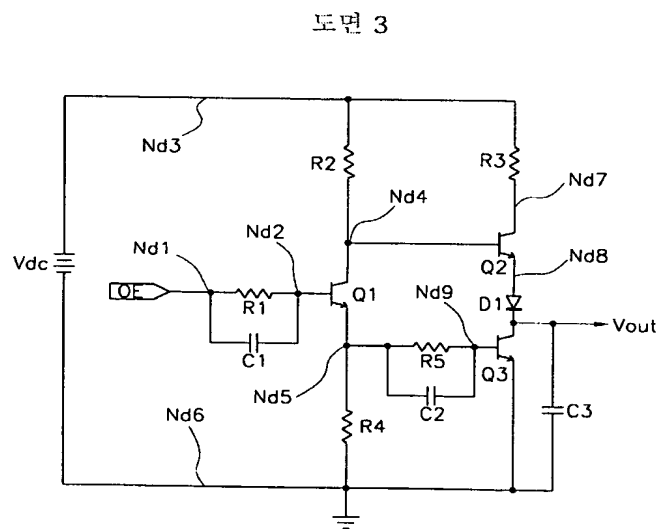 도면 3
Nd3
R2
R3
Nd4
Nd7
Nd1
Nd2
Vdc
OE
R1
Q1
Q2
Nd8
C1
Nd9
D1
Vout
Nd5
R5
Q3
C2
C3
R4
Nd6